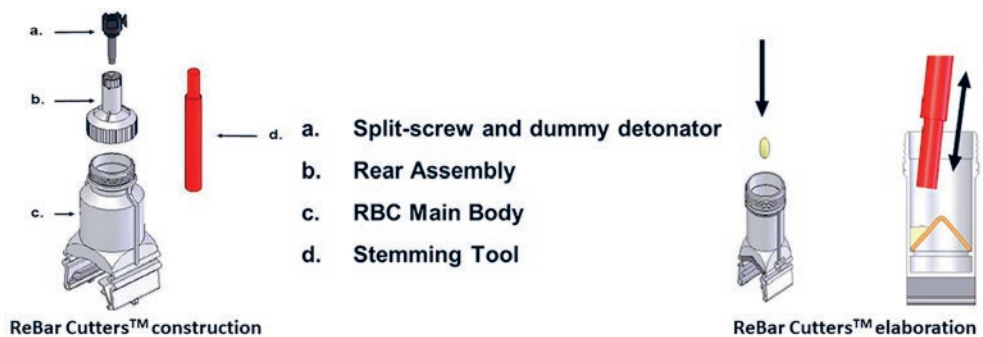 a.
b.
c.
d.
a. Split-screw and dummy detonator
b. Rear Assembly
c. RBC Main Body
d. Stemming Tool
ReBar Cutters™ construction
ReBar Cutters™ elaboration